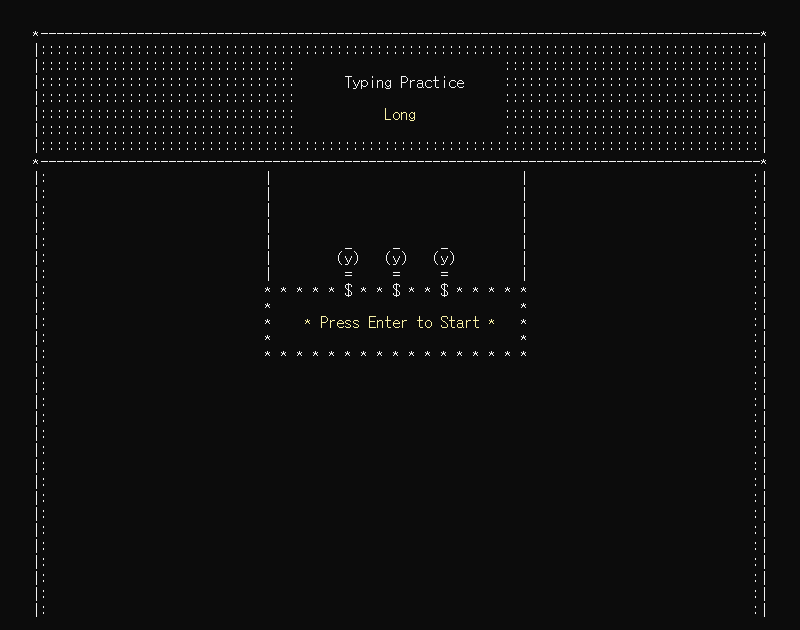 Typing Practice
Long
(y) (y) (y)
* Press Enter to Start *